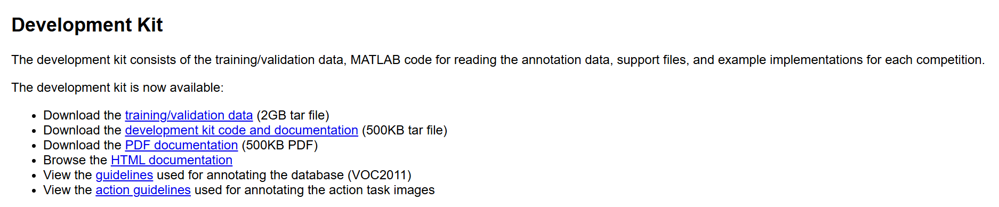 Development Kit
The development kit consists of the training/validation data, MATLAB code for reading the annotation data, support files, and example implementations for each competition.
The development kit is now available:
• Download the training/validation data (2GB tar file)
• Download the development kit code and documentation (500KB tar file)
• Download the PDF documentation (500KB PDF)
• Browse the HTML documentation
• View the guidelines used for annotating the database (VOC2011)
• View the action guidelines used for annotating the action task images